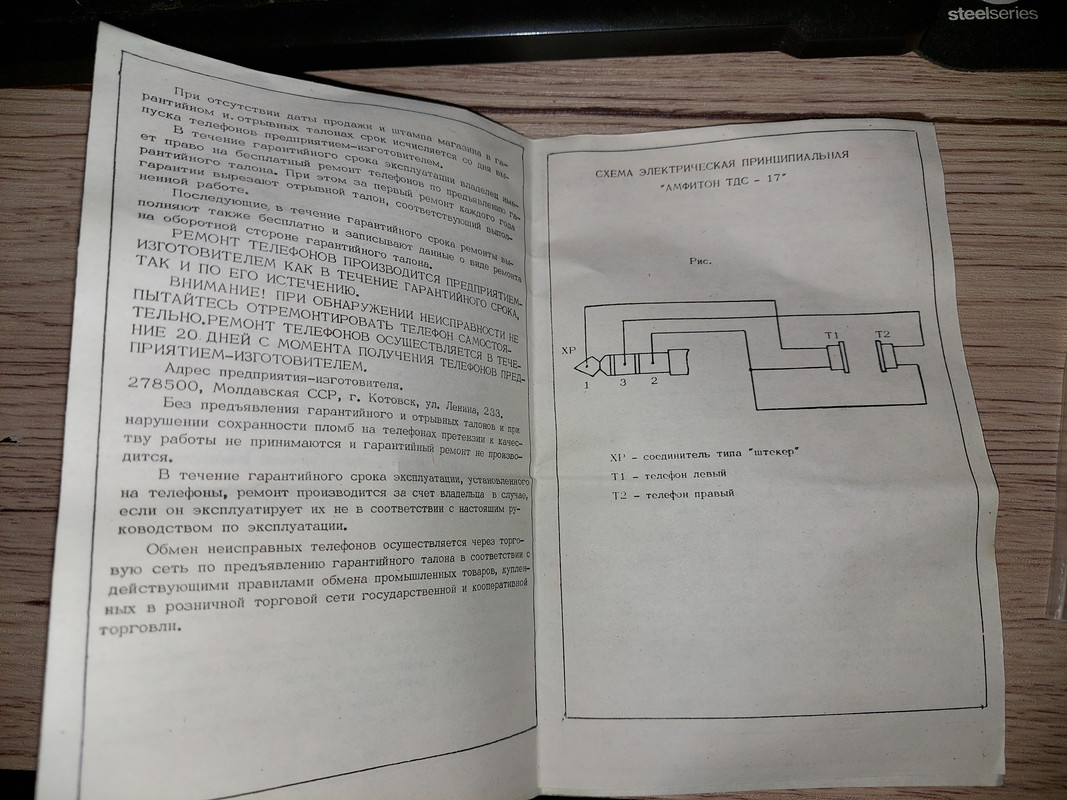 steelseries
При отсутствии даты продажи и штампа магазина в га-
рантийном и.отрывных талонах срок исчисляется со дня вы-
пуска телефонов предприятием-изготовителем.
В течение гарантийного срока эксплуатации владелец име-
ет право на бесплатный ремонт телефонов по предъявлению га-
рантийного талона. При этом за первый ремонт каждого года
гарантии вырезают отрывной талон, соответствующий выпол-
ненной работе.
Последующие в течение гарантийного срока ремонты вы-
полняют также бесплатно и записывают данные о виде ремонта
на оборотной стороне гарантийного талона.
РЕМОНТ ТЕЛЕФОНОВ ПРОИЗВОДИТСЯ ПРЕДПРИЯТИЕМ-
ИЗГОТОВИТЕЛЕМ КАК В ТЕЧЕНИЕ ГАРАНТИЙНОГО СРОКА,
ТАК И ПО ЕГО ИСТЕЧЕНИЮ.
ВНИМАНИЕ! ПРИ ОБНАРУЖЕНИИ НЕИСПРАВНОСТИ НЕ
ПЫТАЙТЕСЬ ОТРЕМОНТИРОВАТЬ ТЕЛЕФОН САМОСТОЯ-
ТЕЛЬНО.РЕМОНТ ТЕЛЕФОНОВ ОСУЩЕСТВЛЯЕТСЯ В ТЕЧЕ-
НИЕ 20 ДНЕЙ С МОМЕНТА ПОЛУЧЕНИЯ ТЕЛЕФОНОВ ПРЕД-
ПРИЯТИЕМ-ИЗГОТОВИТЕЛЕМ.
Адрес предприятия-изготовителя.
278500, Молдавская ССР, г. Котовск, ул. Ленина, 233.
Без предъявления гарантийного и отрывных талонов и при
нарушении сохранности пломб на телефонах претензии к качес-
тву работы не принимаются и гарантийный ремонт не произво-
дится.
В течение гарантийного срока эксплуатации, установленного
на телефоны, ремонт производится за счет владельца в случае,
если он эксплуатирует их не в соответствии с настоящим ру-
ководством по эксплуатации.
Обмен неисправных телефонов осуществляется через торго-
вую сеть по предъявлению гарантийного талона в соответствии с
действующими правилами обмена промышленных товаров, куплен-
ных в розничной торговой сети государственной и кооперативной
торговли.
СХЕМА ЭЛЕКТРИЧЕСКАЯ ПРИНЦИПИАЛЬНАЯ
"АМФИТОН ТДС - 17"
Рис.
ХР
Т1 Т2
1 3 2
ХР - соединитель типа "штекер"
Т1 - телефон левый
Т2 - телефон правый